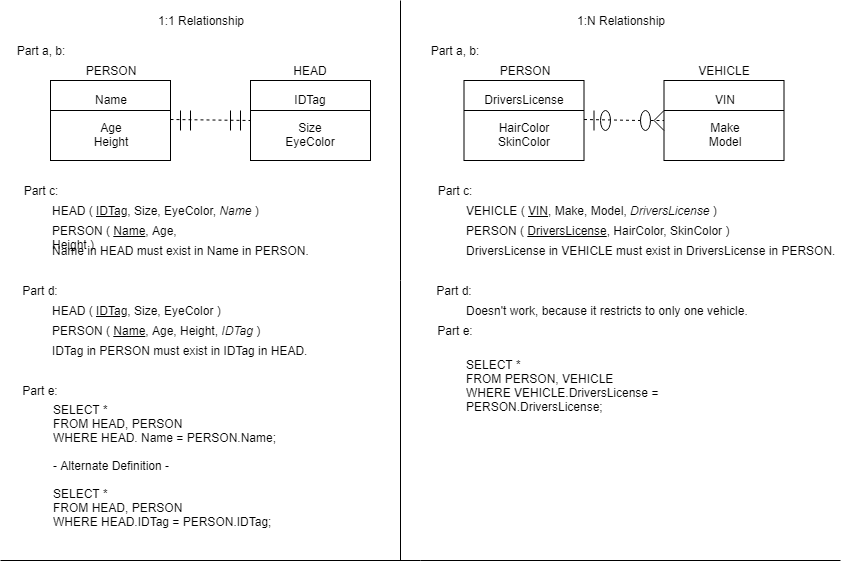 1:1 Relationship
Part a, b:
PERSON
HEAD
Name
IDTag
Age
Height
Size
EyeColor
Part c:
HEAD ( IDTag, Size, EyeColor, Name )
PERSON ( Name, Age,
Height )
Name in HEAD must exist in Name in PERSON.
Part d:
HEAD ( IDTag, Size, EyeColor )
PERSON ( Name, Age, Height, IDTag )
IDTag in PERSON must exist in IDTag in HEAD.
Part e:
SELECT *
FROM HEAD, PERSON
WHERE HEAD. Name = PERSON.Name;
- Alternate Definition -
SELECT *
FROM HEAD, PERSON
WHERE HEAD.IDTag = PERSON.IDTag;
1:N Relationship
Part a, b:
PERSON
VEHICLE
DriversLicense
VIN
HairColor
SkinColor
Make
Model
Part c:
VEHICLE ( VIN, Make, Model, DriversLicense )
PERSON ( DriversLicense, HairColor, SkinColor )
DriversLicense in VEHICLE must exist in DriversLicense in PERSON.
Part d:
Doesn't work, because it restricts to only one vehicle.
Part e:
SELECT *
FROM PERSON, VEHICLE
WHERE VEHICLE.DriversLicense =
PERSON.DriversLicense;